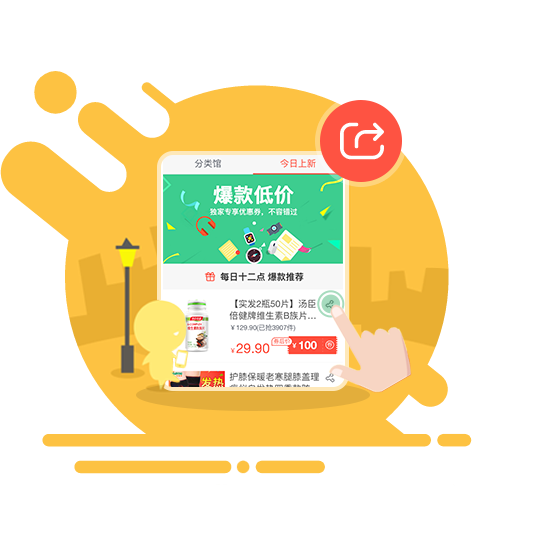 分类馆
今日上新
爆款低价
独家专享优惠券，不容错过
每日十二点 爆款推荐
【实发2瓶50片】汤臣
倍健牌维生素B族片...
￥129.90(已抢3907件)
￥29.90
券后价
￥100
券
护膝保暖老寒腿膝盖理
发热